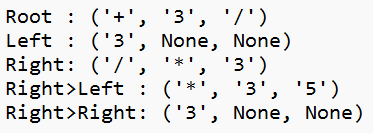 Root : ('+', '3', '/')
Left : ('3', None, None)
Right: ('/', '*', '3')
Right>Left : ('*', '3', '5')
Right>Right: ('3', None, None)